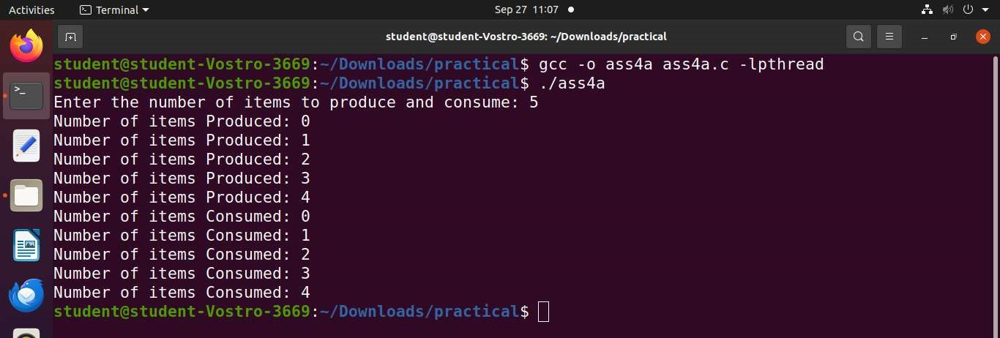 Activities Terminal Sep 27 11:07
student@student-Vostro-3669: ~/Downloads/practical
student@student-Vostro-3669:~/Downloads/practical$ gcc -o ass4a ass4a.c -lpthread
student@student-Vostro-3669:~/Downloads/practical$ ./ass4a
Enter the number of items to produce and consume: 5
Number of items Produced: 0
Number of items Produced: 1
Number of items Produced: 2
Number of items Produced: 3
Number of items Produced: 4
Number of items Consumed: 0
Number of items Consumed: 1
Number of items Consumed: 2
Number of items Consumed: 3
Number of items Consumed: 4
student@student-Vostro-3669:~/Downloads/practical$